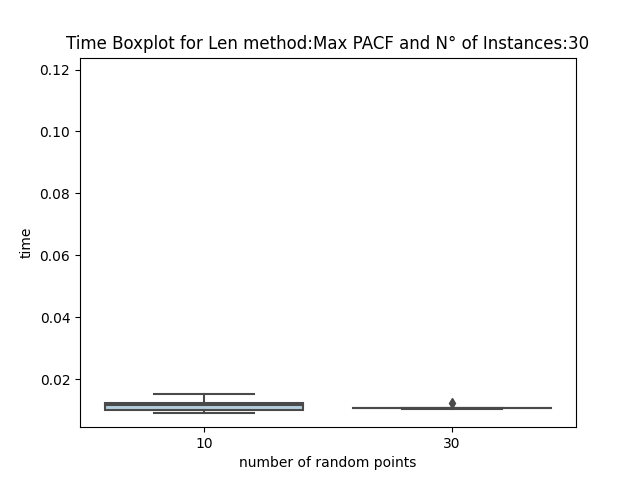 Time Boxplot for Len method:Max PACF and N° of Instances:30
0.12
0.10
0.08
0.06
0.04
0.02
time
10
30
number of random points